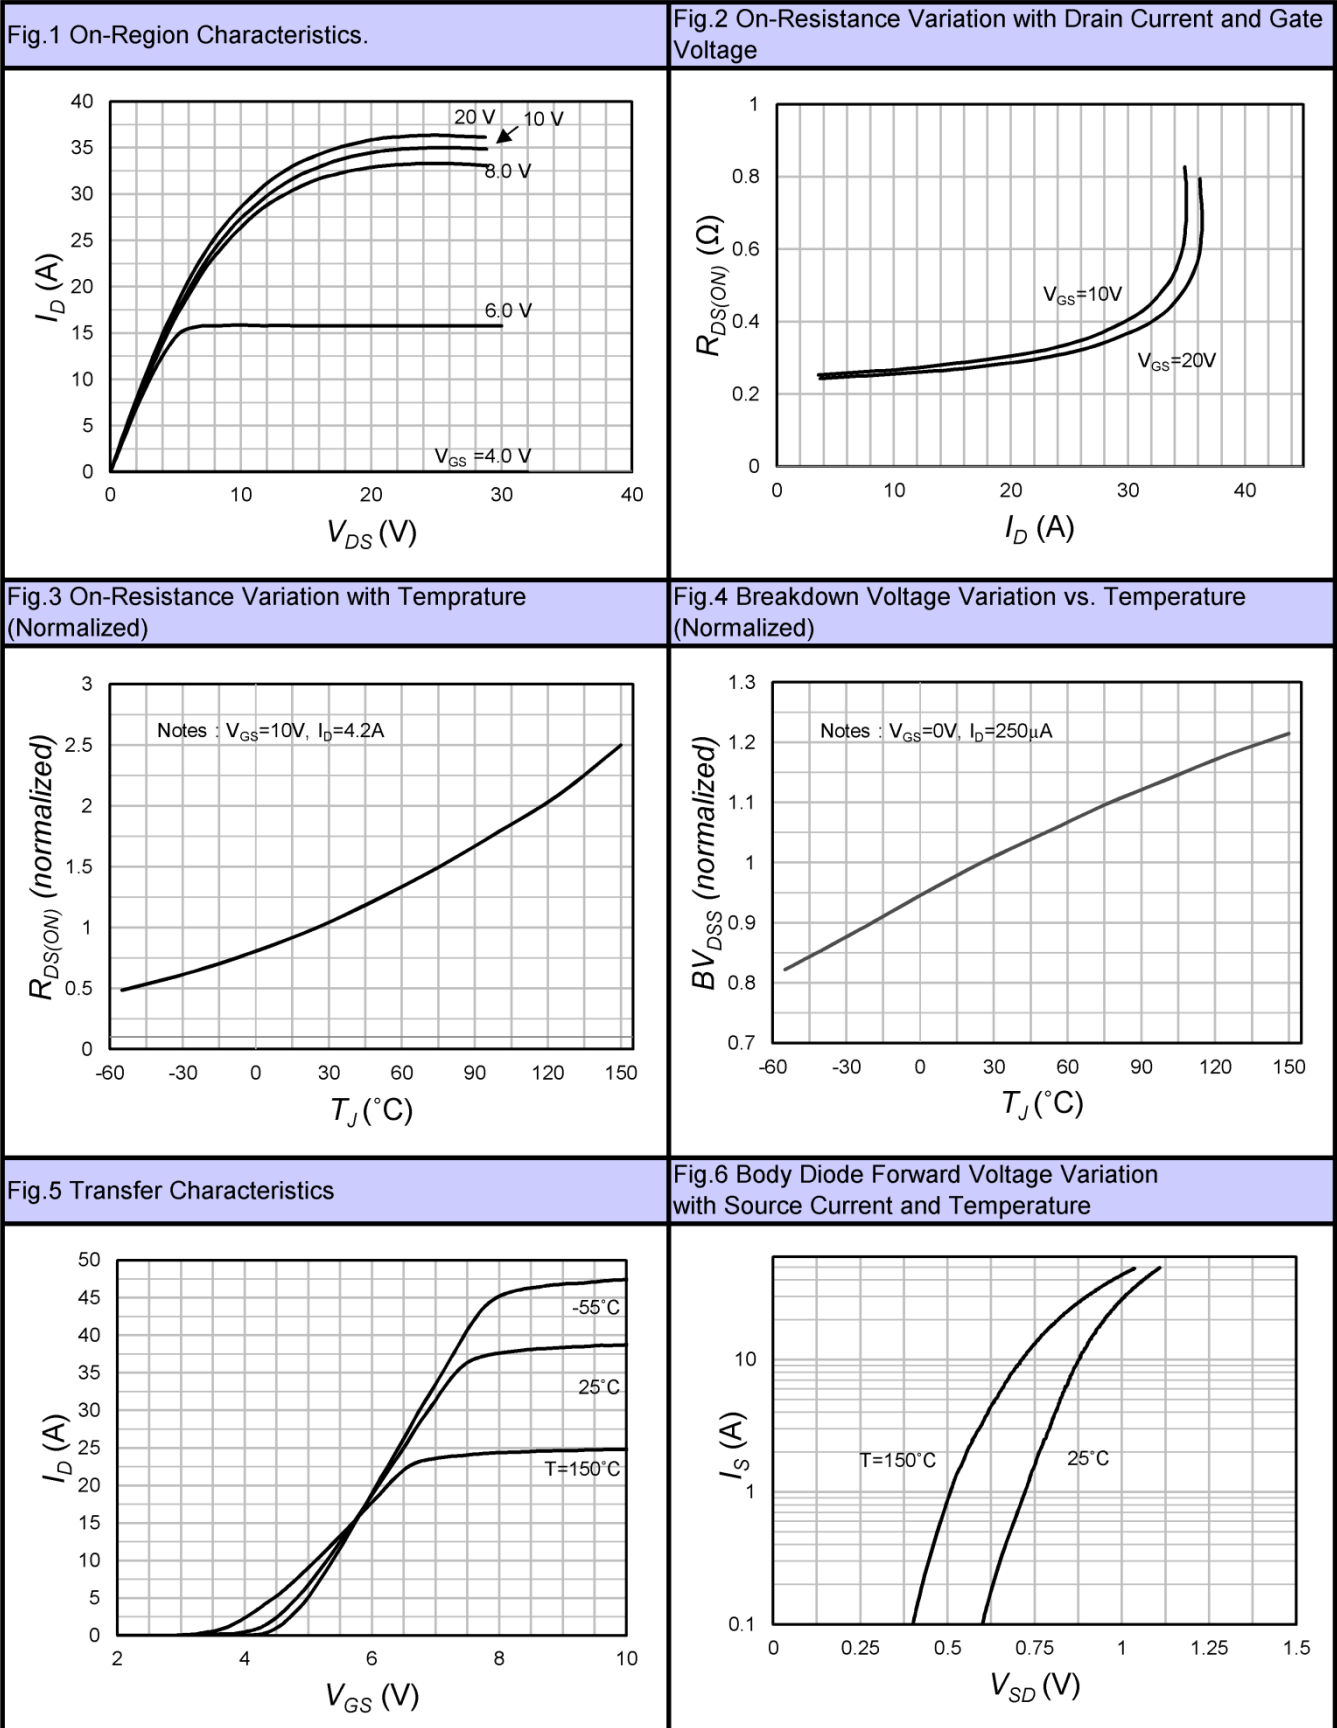 Fig.1 On-Region Characteristics.
40
35
30
25
20
15
10
5
0
I_D (A)
20 V
10 V
8.0 V
6.0 V
V_GS =4.0 V
0 10 20 30 40
V_DS (V)
Fig.2 On-Resistance Variation with Drain Current and Gate
Voltage
1
0.8
0.6
0.4
0.2
0
R_DS(ON) (Ω)
V_GS=10V
V_GS=20V
0 10 20 30 40
I_D (A)
Fig.3 On-Resistance Variation with Temprature
(Normalized)
3
2.5
2
1.5
1
0.5
0
R_DS(ON) (normalized)
Notes : V_GS=10V, I_D=4.2A
-60 -30 0 30 60 90 120 150
T_J (˚C)
Fig.4 Breakdown Voltage Variation vs. Temperature
(Normalized)
1.3
1.2
1.1
1
0.9
0.8
0.7
BV_DSS (normalized)
Notes : V_GS=0V, I_D=250µA
-60 -30 0 30 60 90 120 150
T_J (˚C)
Fig.5 Transfer Characteristics
50
45
40
35
30
25
20
15
10
5
0
I_D (A)
-55˚C
25˚C
T=150˚C
2 4 6 8 10
V_GS (V)
Fig.6 Body Diode Forward Voltage Variation
with Source Current and Temperature
10
1
0.1
I_S (A)
T=150˚C
25˚C
0 0.25 0.5 0.75 1 1.25 1.5
V_SD (V)